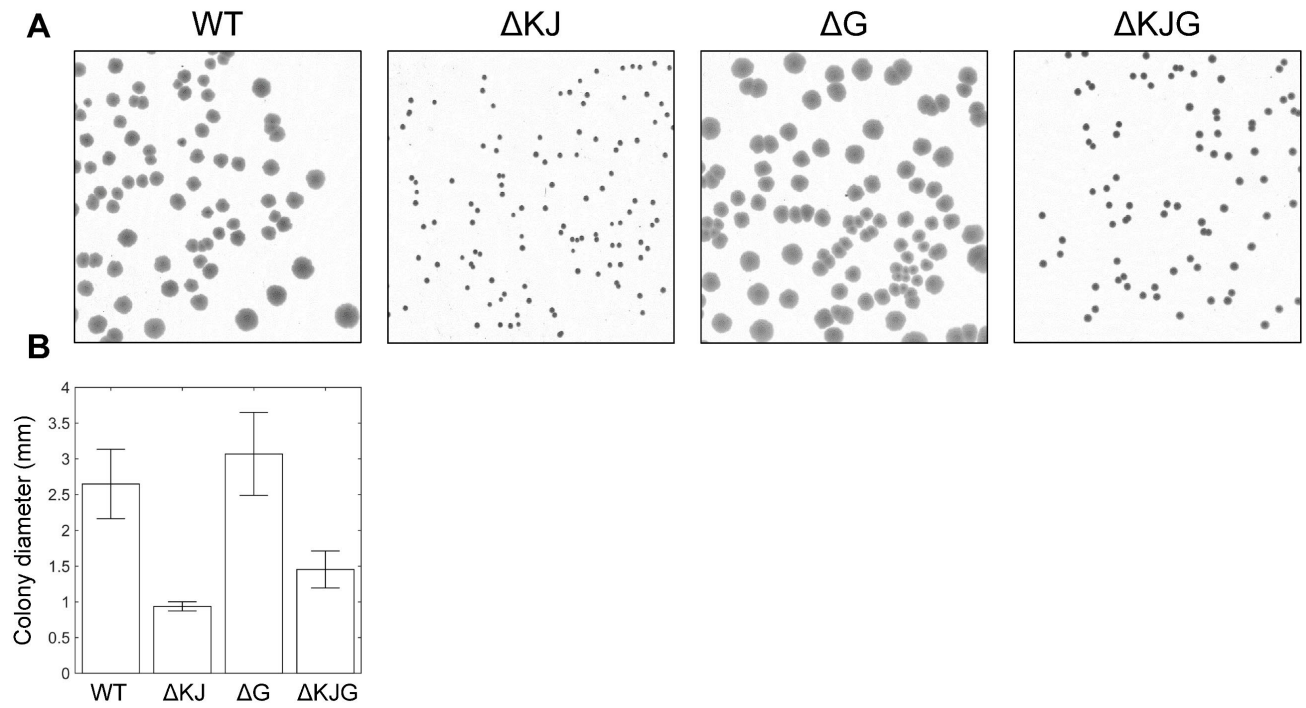 A
WT ΔKJ ΔG ΔKJG
B
Colony diameter (mm)
4
3.5
3
2.5
2
1.5
1
0.5
0
WT ΔKJ ΔG ΔKJG